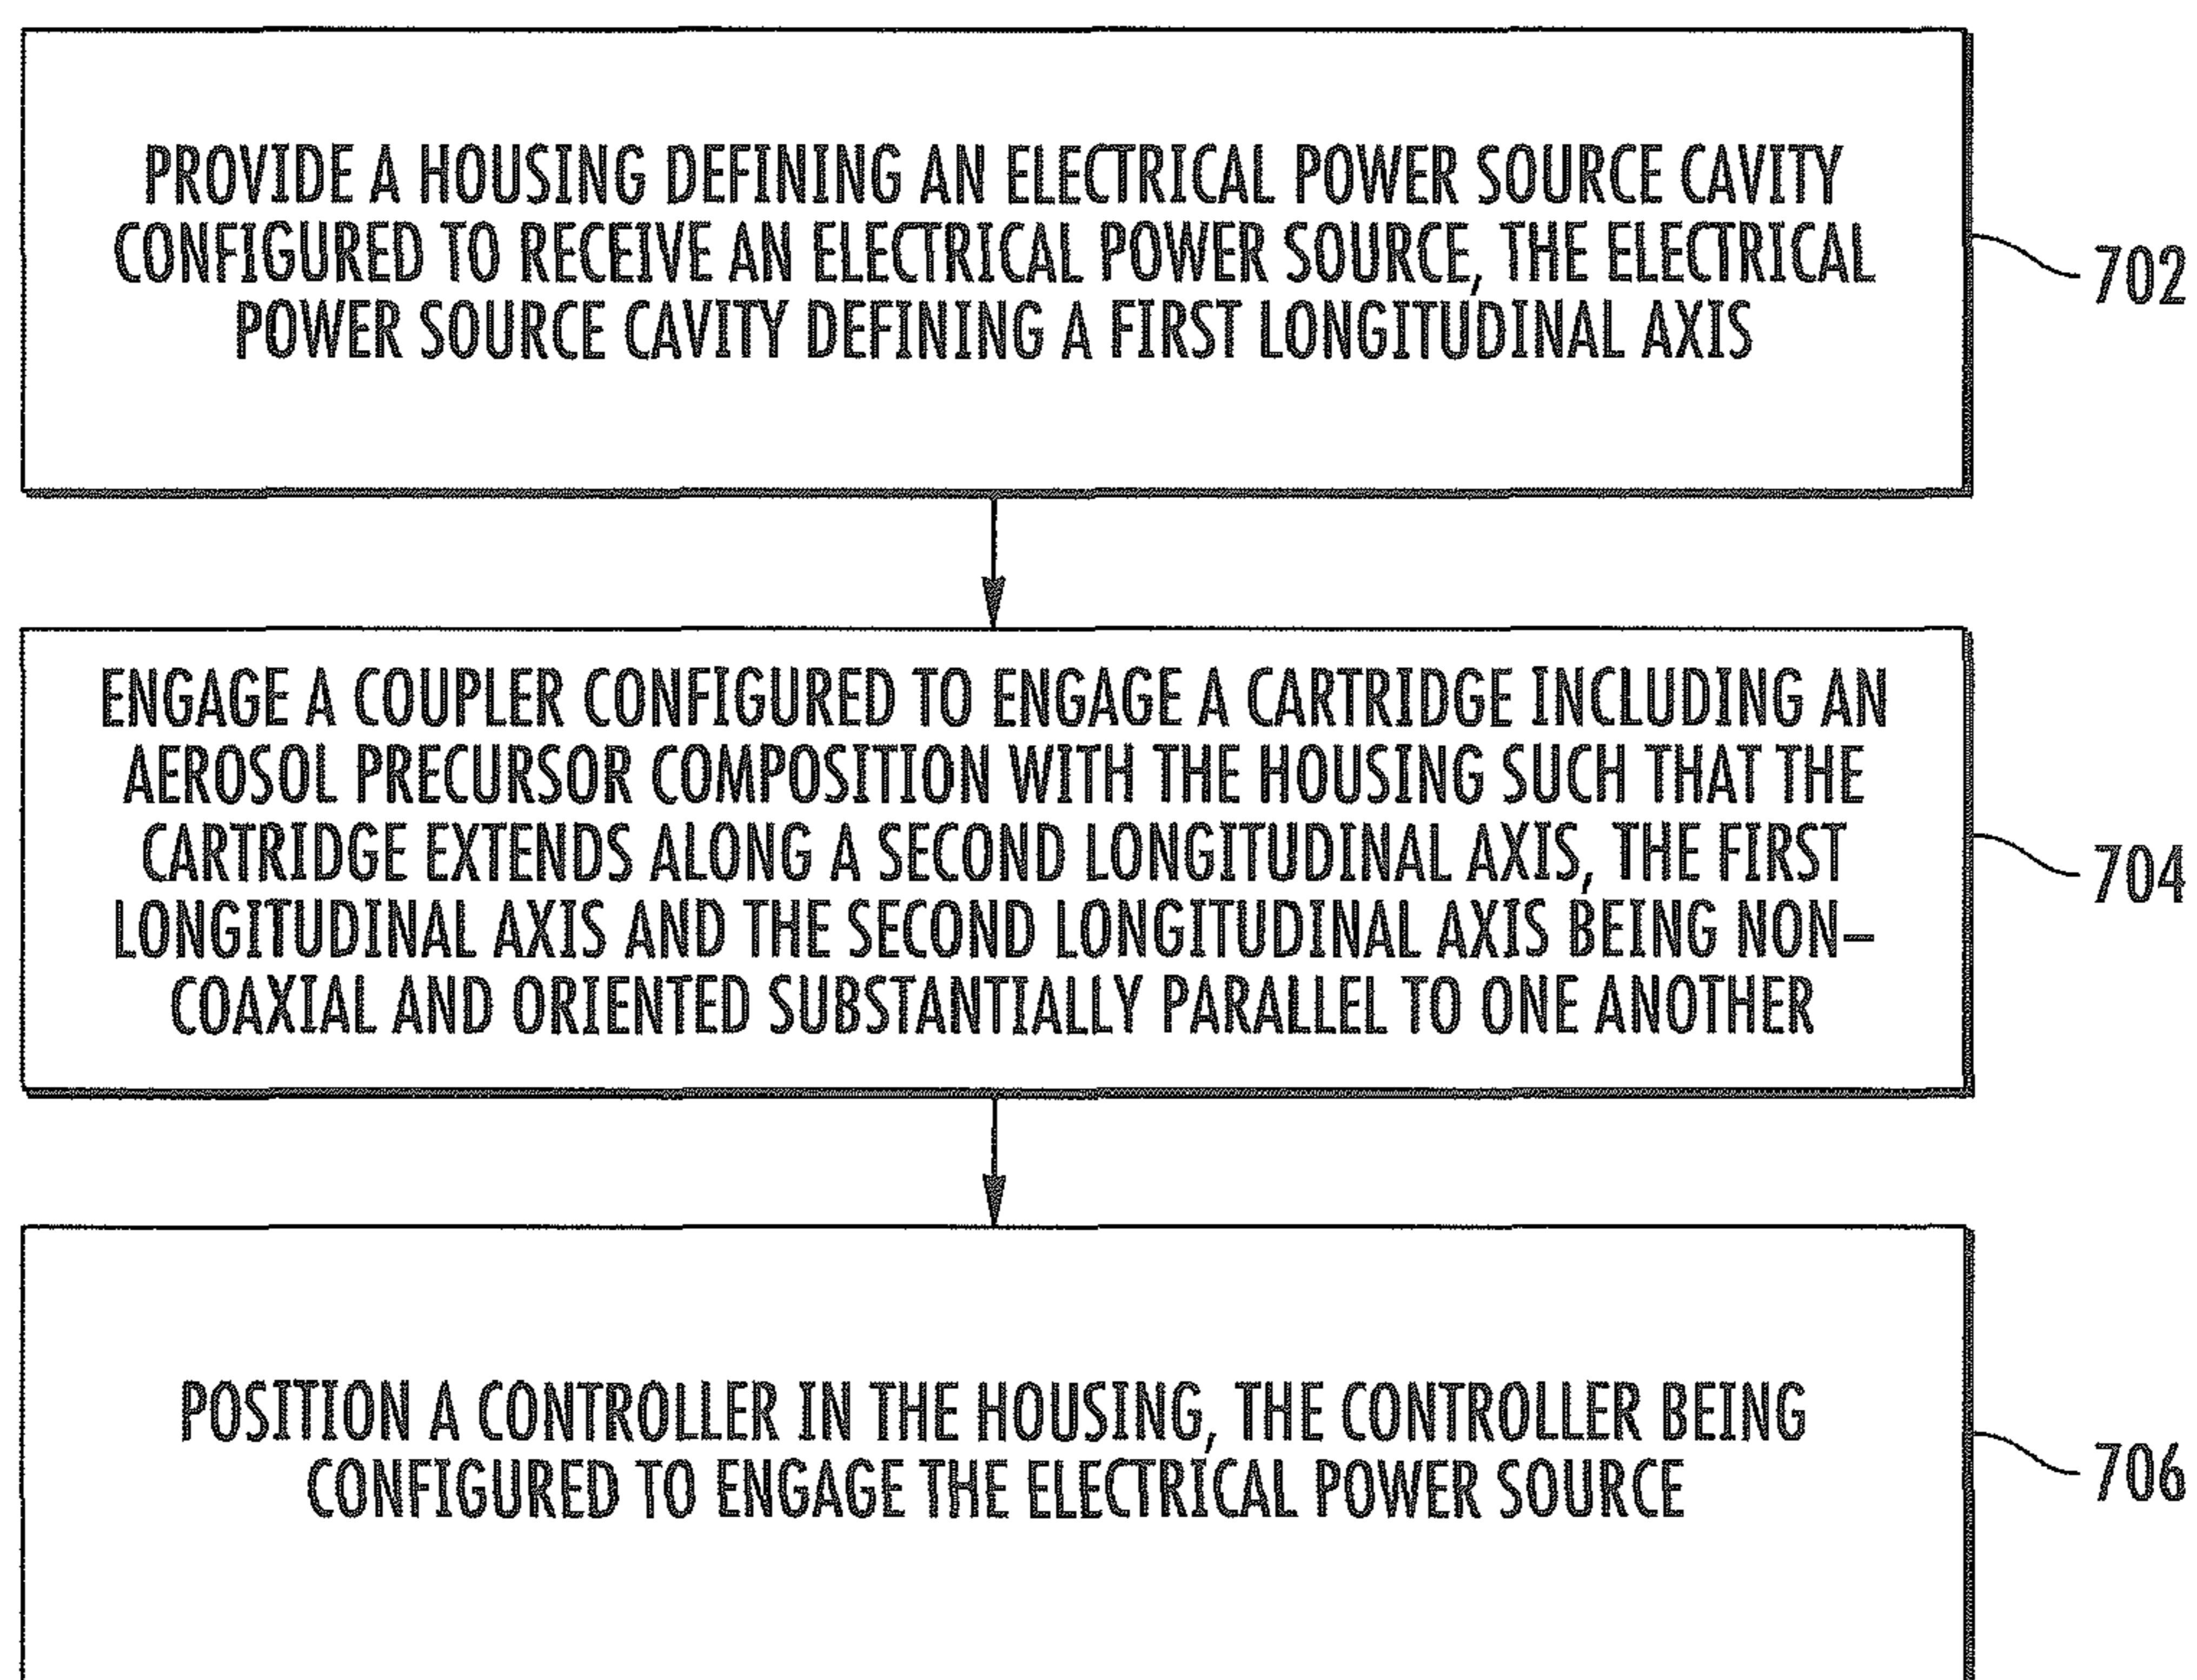 PROVIDE A HOUSING DEFINING AN ELECTRICAL POWER SOURCE CAVITY
CONFIGURED TO RECEIVE AN ELECTRICAL POWER SOURCE, THE ELECTRICAL
POWER SOURCE CAVITY DEFINING A FIRST LONGITUDINAL AXIS
702
ENGAGE A COUPLER CONFIGURED TO ENGAGE A CARTRIDGE INCLUDING AN
AEROSOL PRECURSOR COMPOSITION WITH THE HOUSING SUCH THAT THE
CARTRIDGE EXTENDS ALONG A SECOND LONGITUDINAL AXIS, THE FIRST
LONGITUDINAL AXIS AND THE SECOND LONGITUDINAL AXIS BEING NON–
COAXIAL AND ORIENTED SUBSTANTIALLY PARALLEL TO ONE ANOTHER
704
POSITION A CONTROLLER IN THE HOUSING, THE CONTROLLER BEING
CONFIGURED TO ENGAGE THE ELECTRICAL POWER SOURCE
706